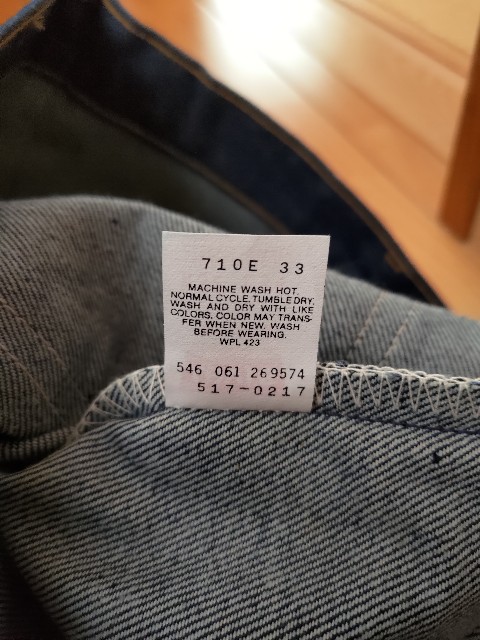 710E 33
MACHINE WASH HOT,
NORMAL CYCLE, TUMBLE DRY.
WASH AND DRY WITH LIKE
COLORS. COLOR MAY TRANS-
FER WHEN NEW. WASH
BEFORE WEARING.
WPL 423
546 061 269574
517-0217